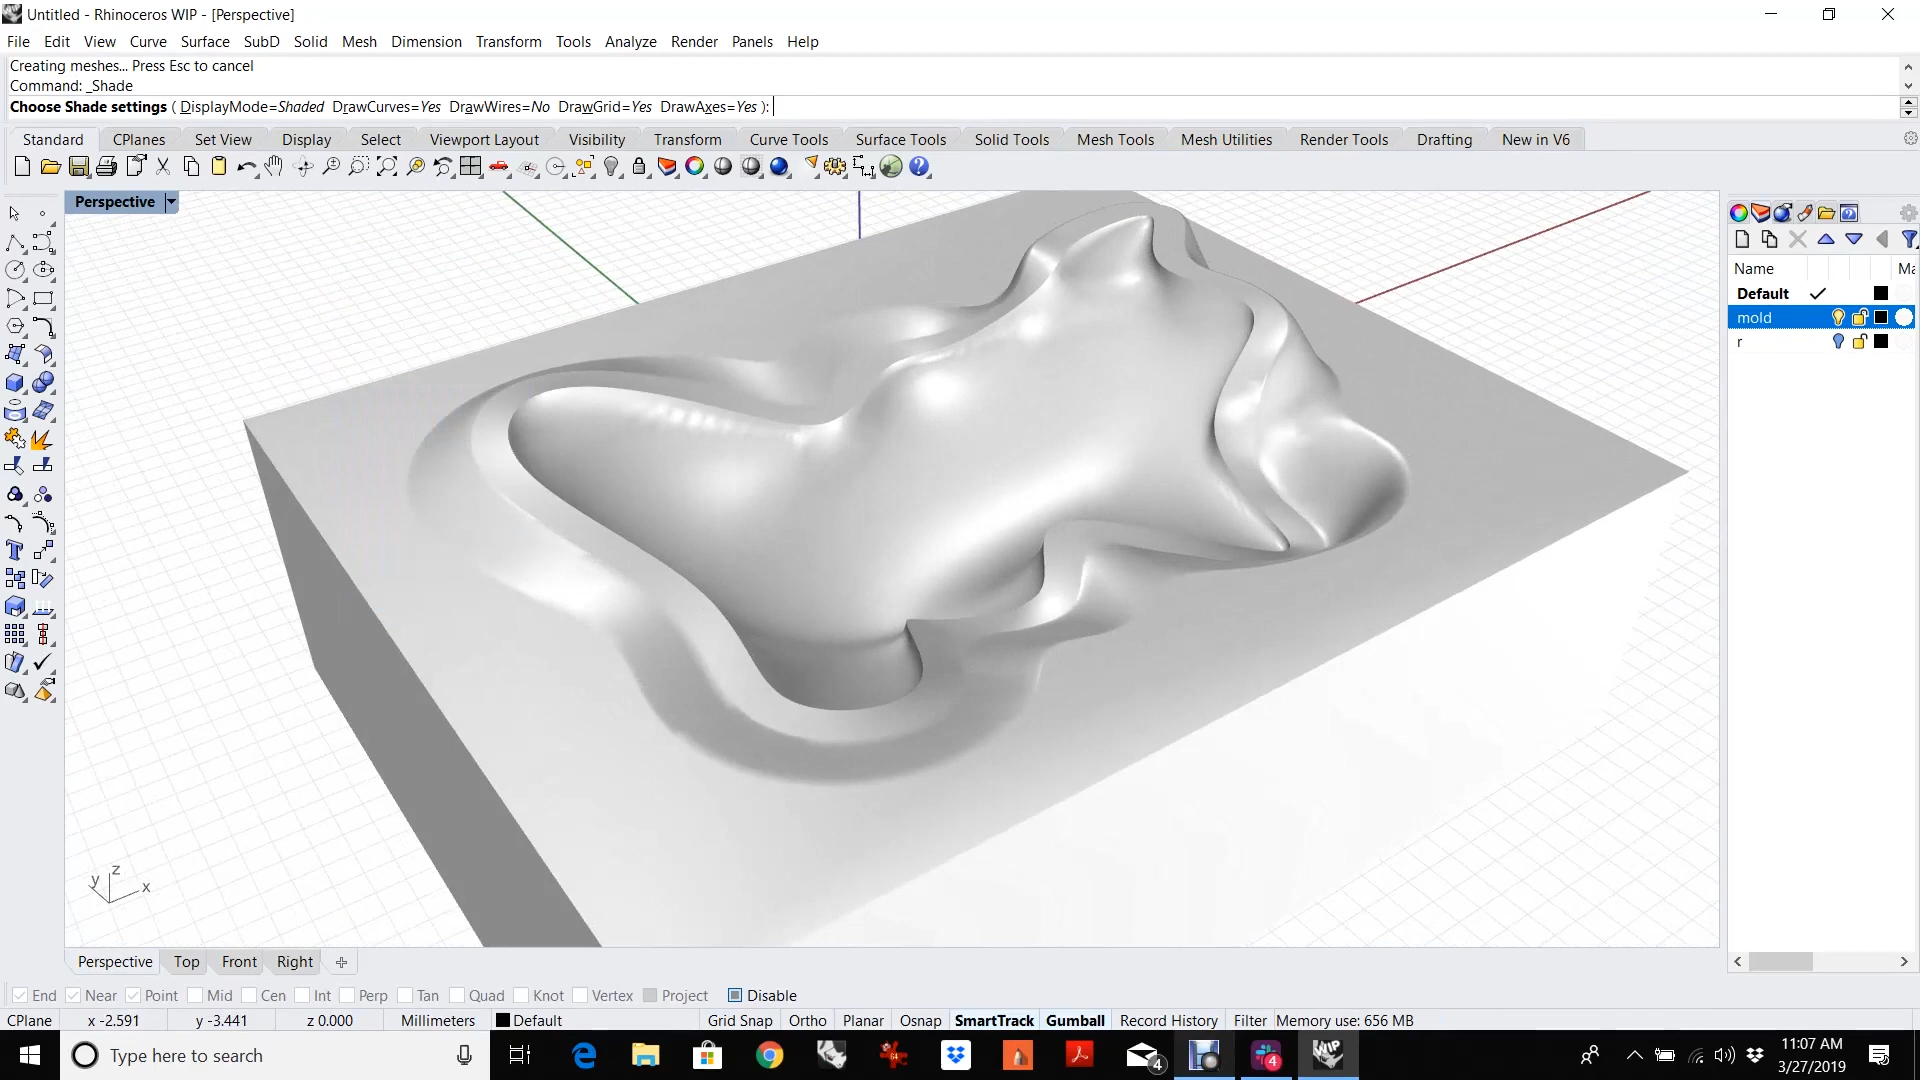 Untitled - Rhinoceros WIP - [Perspective]
File Edit View Curve Surface SubD Solid Mesh Dimension Transform Tools Analyze Render Panels Help
Creating meshes... Press Esc to cancel
Command: _Shade
Choose Shade settings ( DisplayMode=Shaded DrawCurves=Yes DrawWires=No DrawGrid=Yes DrawAxes=Yes ):
Standard CPlanes Set View Display Select Viewport Layout Visibility Transform Curve Tools Surface Tools Solid Tools Mesh Tools Mesh Utilities Render Tools Drafting New in V6
Perspective
Name Ma
Default
mold
r
z
y x
Perspective Top Front Right
End Near Point Mid Cen Int Perp Tan Quad Knot Vertex Project Disable
CPlane x -2.591 y -3.441 z 0.000 Millimeters Default Grid Snap Ortho Planar Osnap SmartTrack Gumball Record History Filter Memory use: 656 MB
Type here to search 4 4 11:07 AM
3/27/2019